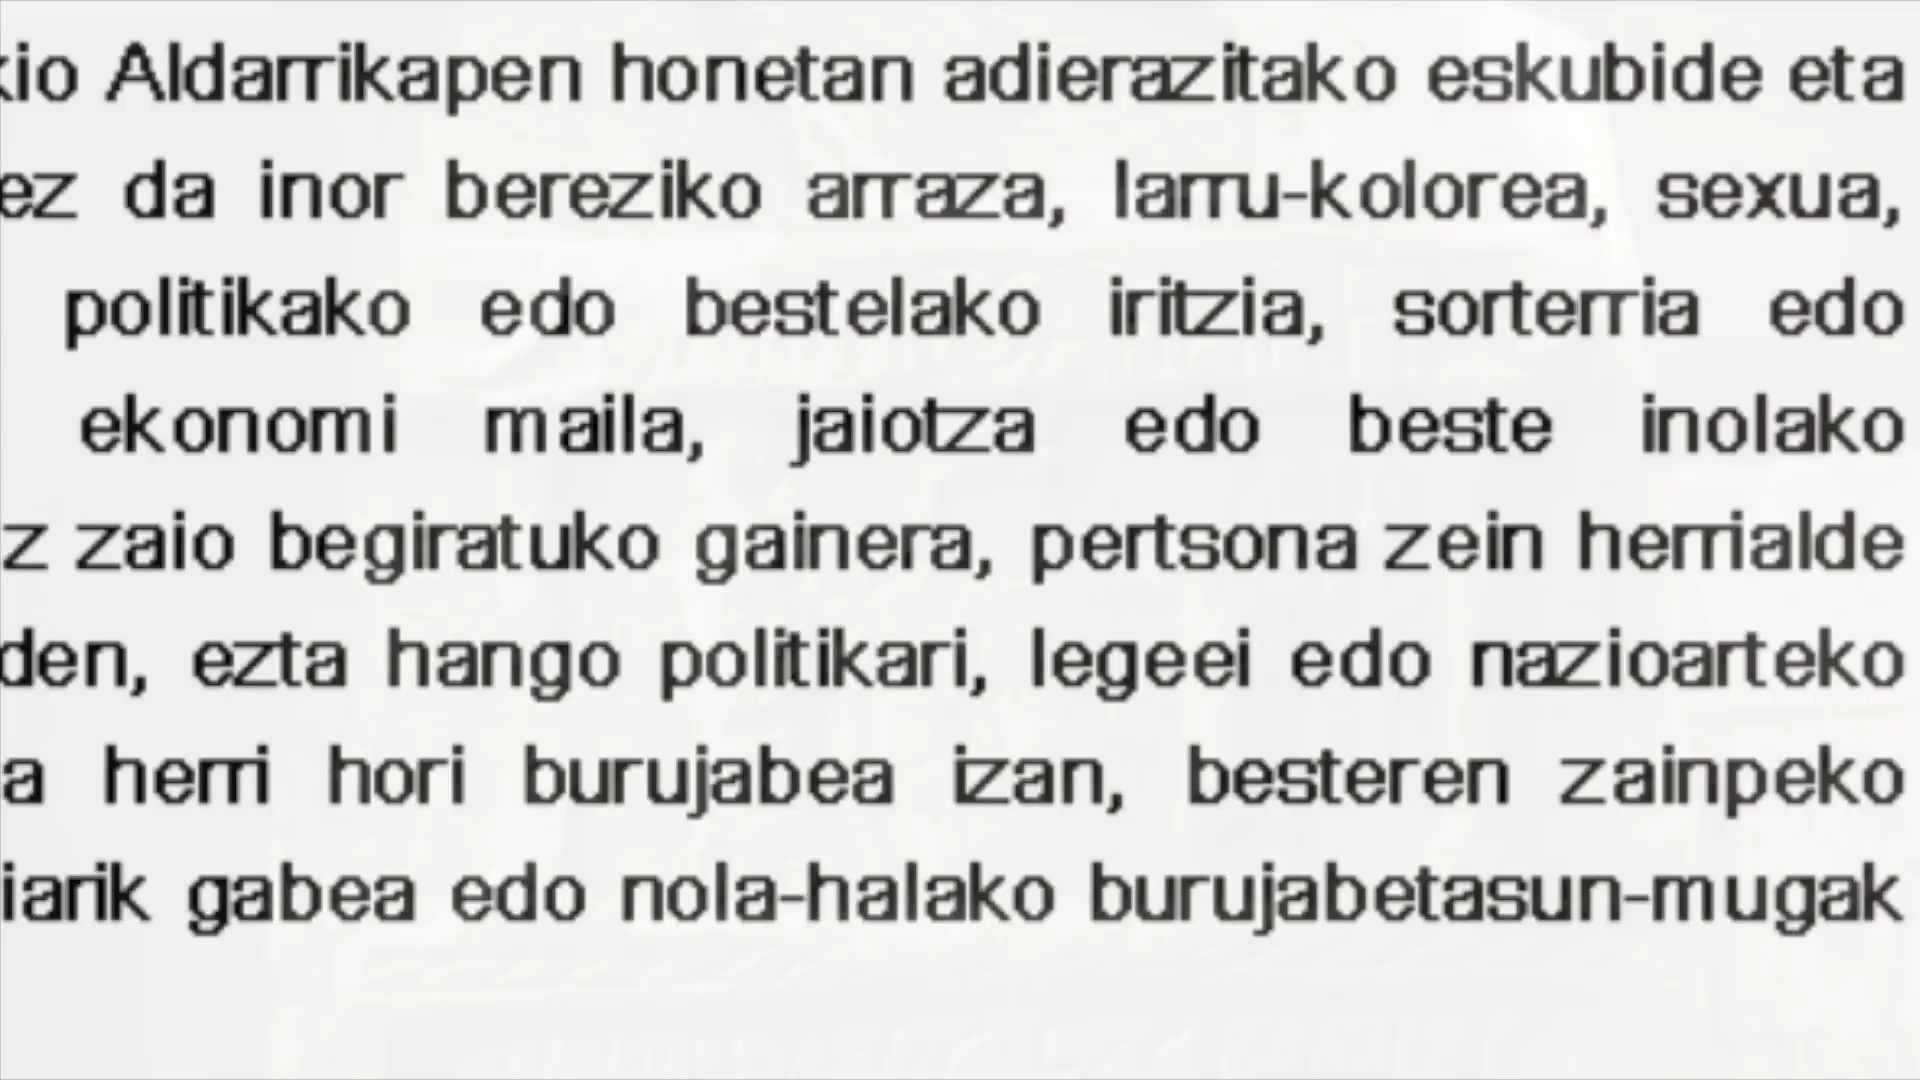 kio Aldarrikapen honetan adierazitako eskubide eta
ez da inor bereziko arraza, larru-kolorea, sexua,
politikako edo bestelako iritzia, sorterria edo
ekonomi maila, jaiotza edo beste inolako
z zaio begiratuko gainera, pertsona zein herrialde
den, ezta hango politikari, legeei edo nazioarteko
a herri hori burujabea izan, besteren zainpeko
iarik gabea edo nola-halako burujabetasun-mugak